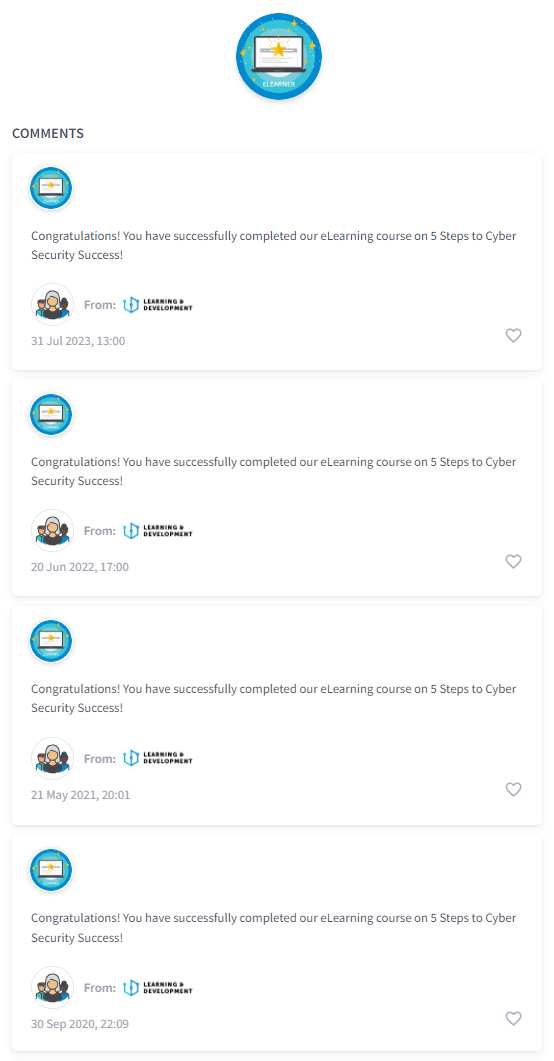 ELEARNER
COMMENTS
ELEARNER
Congratulations! You have successfully completed our eLearning course on 5 Steps to Cyber
Security Success!
From: LEARNING &
DEVELOPMENT
31 Jul 2023, 13:00
ELEARNER
Congratulations! You have successfully completed our eLearning course on 5 Steps to Cyber
Security Success!
From: LEARNING &
DEVELOPMENT
20 Jun 2022, 17:00
ELEARNER
Congratulations! You have successfully completed our eLearning course on 5 Steps to Cyber
Security Success!
From: LEARNING &
DEVELOPMENT
21 May 2021, 20:01
ELEARNER
Congratulations! You have successfully completed our eLearning course on 5 Steps to Cyber
Security Success!
From: LEARNING &
DEVELOPMENT
30 Sep 2020, 22:09